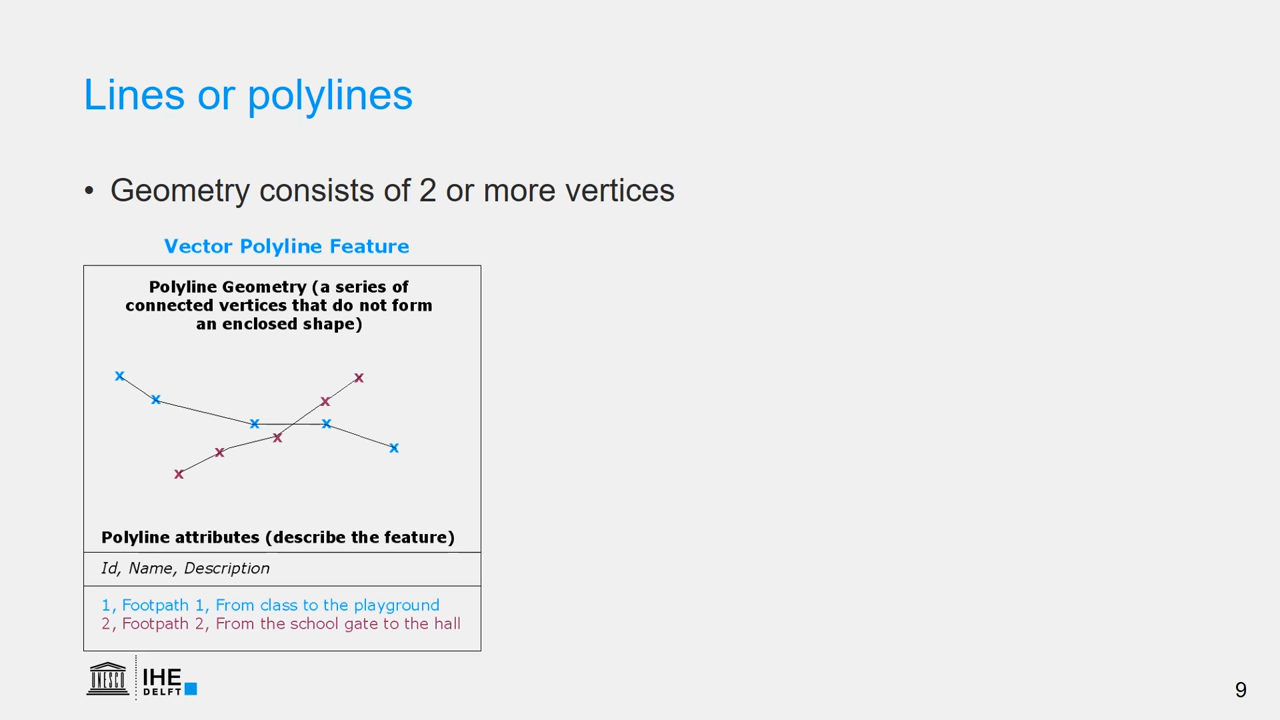 Lines or polylines
• Geometry consists of 2 or more vertices
Vector Polyline Feature
Polyline Geometry (a series of
connected vertices that do not form
an enclosed shape)
Polyline attributes (describe the feature)
Id, Name, Description
1, Footpath 1, From class to the playground
2, Footpath 2, From the school gate to the hall
UNESCO
IHE
DELFT
9